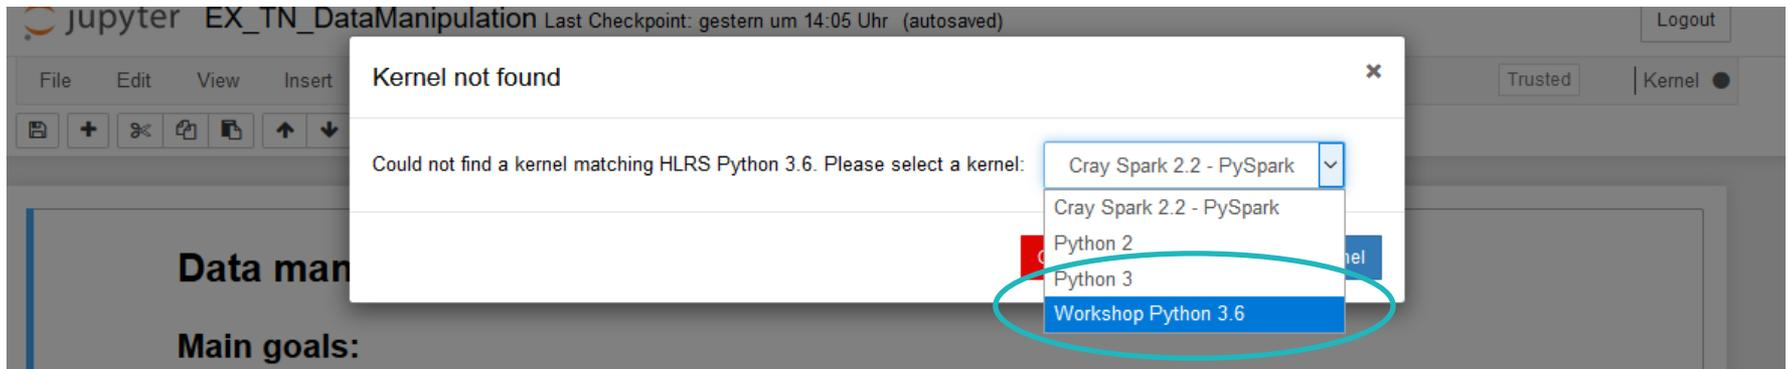 jupyter EX_TN_DataManipulation Last Checkpoint: gestern um 14:05 Uhr (autosaved)
Logout
File Edit View Insert
Trusted
Kernel
Kernel not found
×
Could not find a kernel matching HLRS Python 3.6. Please select a kernel:
Cray Spark 2.2 - PySpark
Cray Spark 2.2 - PySpark
Python 2
Python 3
Workshop Python 3.6
Data man
Main goals: